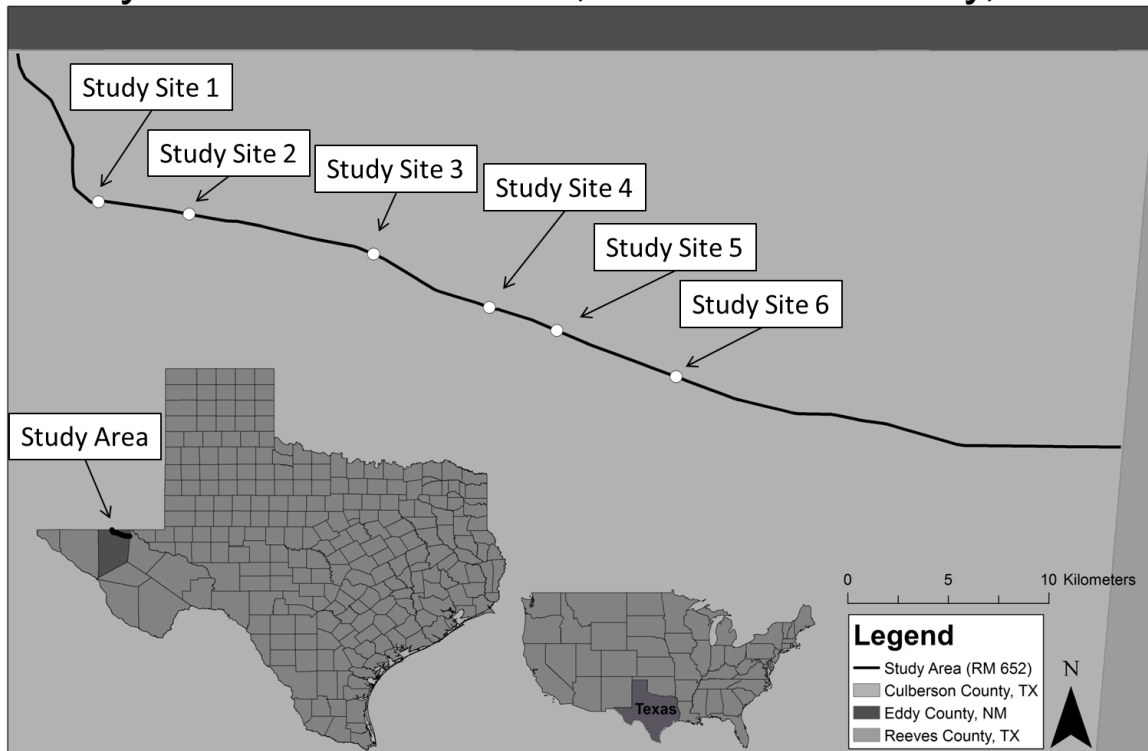 Study Site 1
Study Site 2
Study Site 3
Study Site 4
Study Site 5
Study Site 6
Study Area
Texas
0 5 10 Kilometers
Legend
Study Area (RM 652)
Culberson County, TX
Eddy County, NM
Reeves County, TX
N